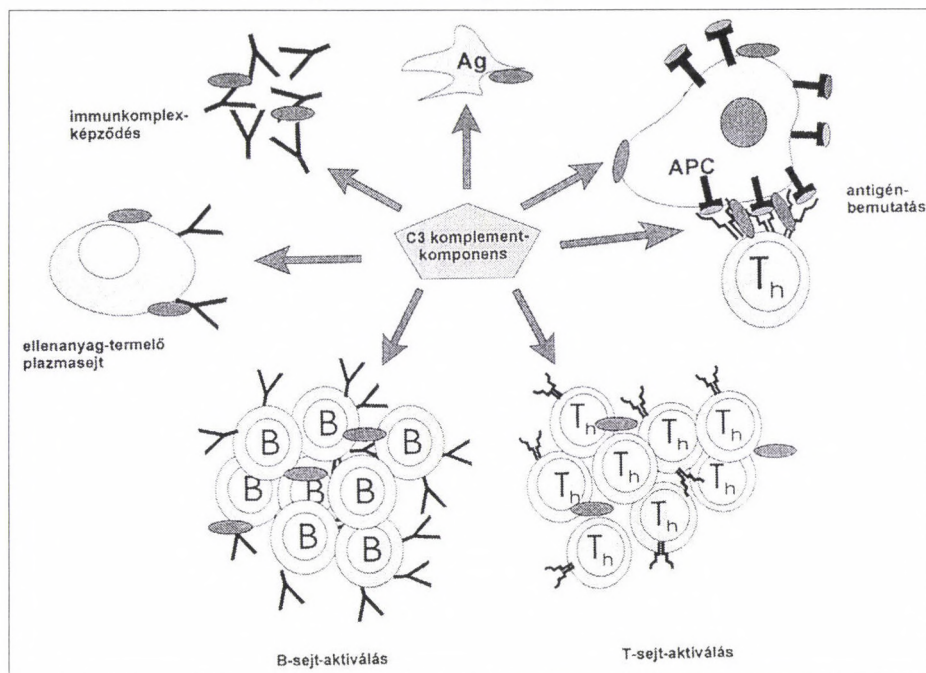 Ag
immunkomplex-
képződés
APC
antigén-
bemutatás
C3 komplement-
komponens
Th
ellenanyag-termelő
plazmasejt
B
B
B
B
B
B
B
B
Th
Th
Th
Th
Th
Th
Th
Th
B-sejt-aktiválás
T-sejt-aktiválás